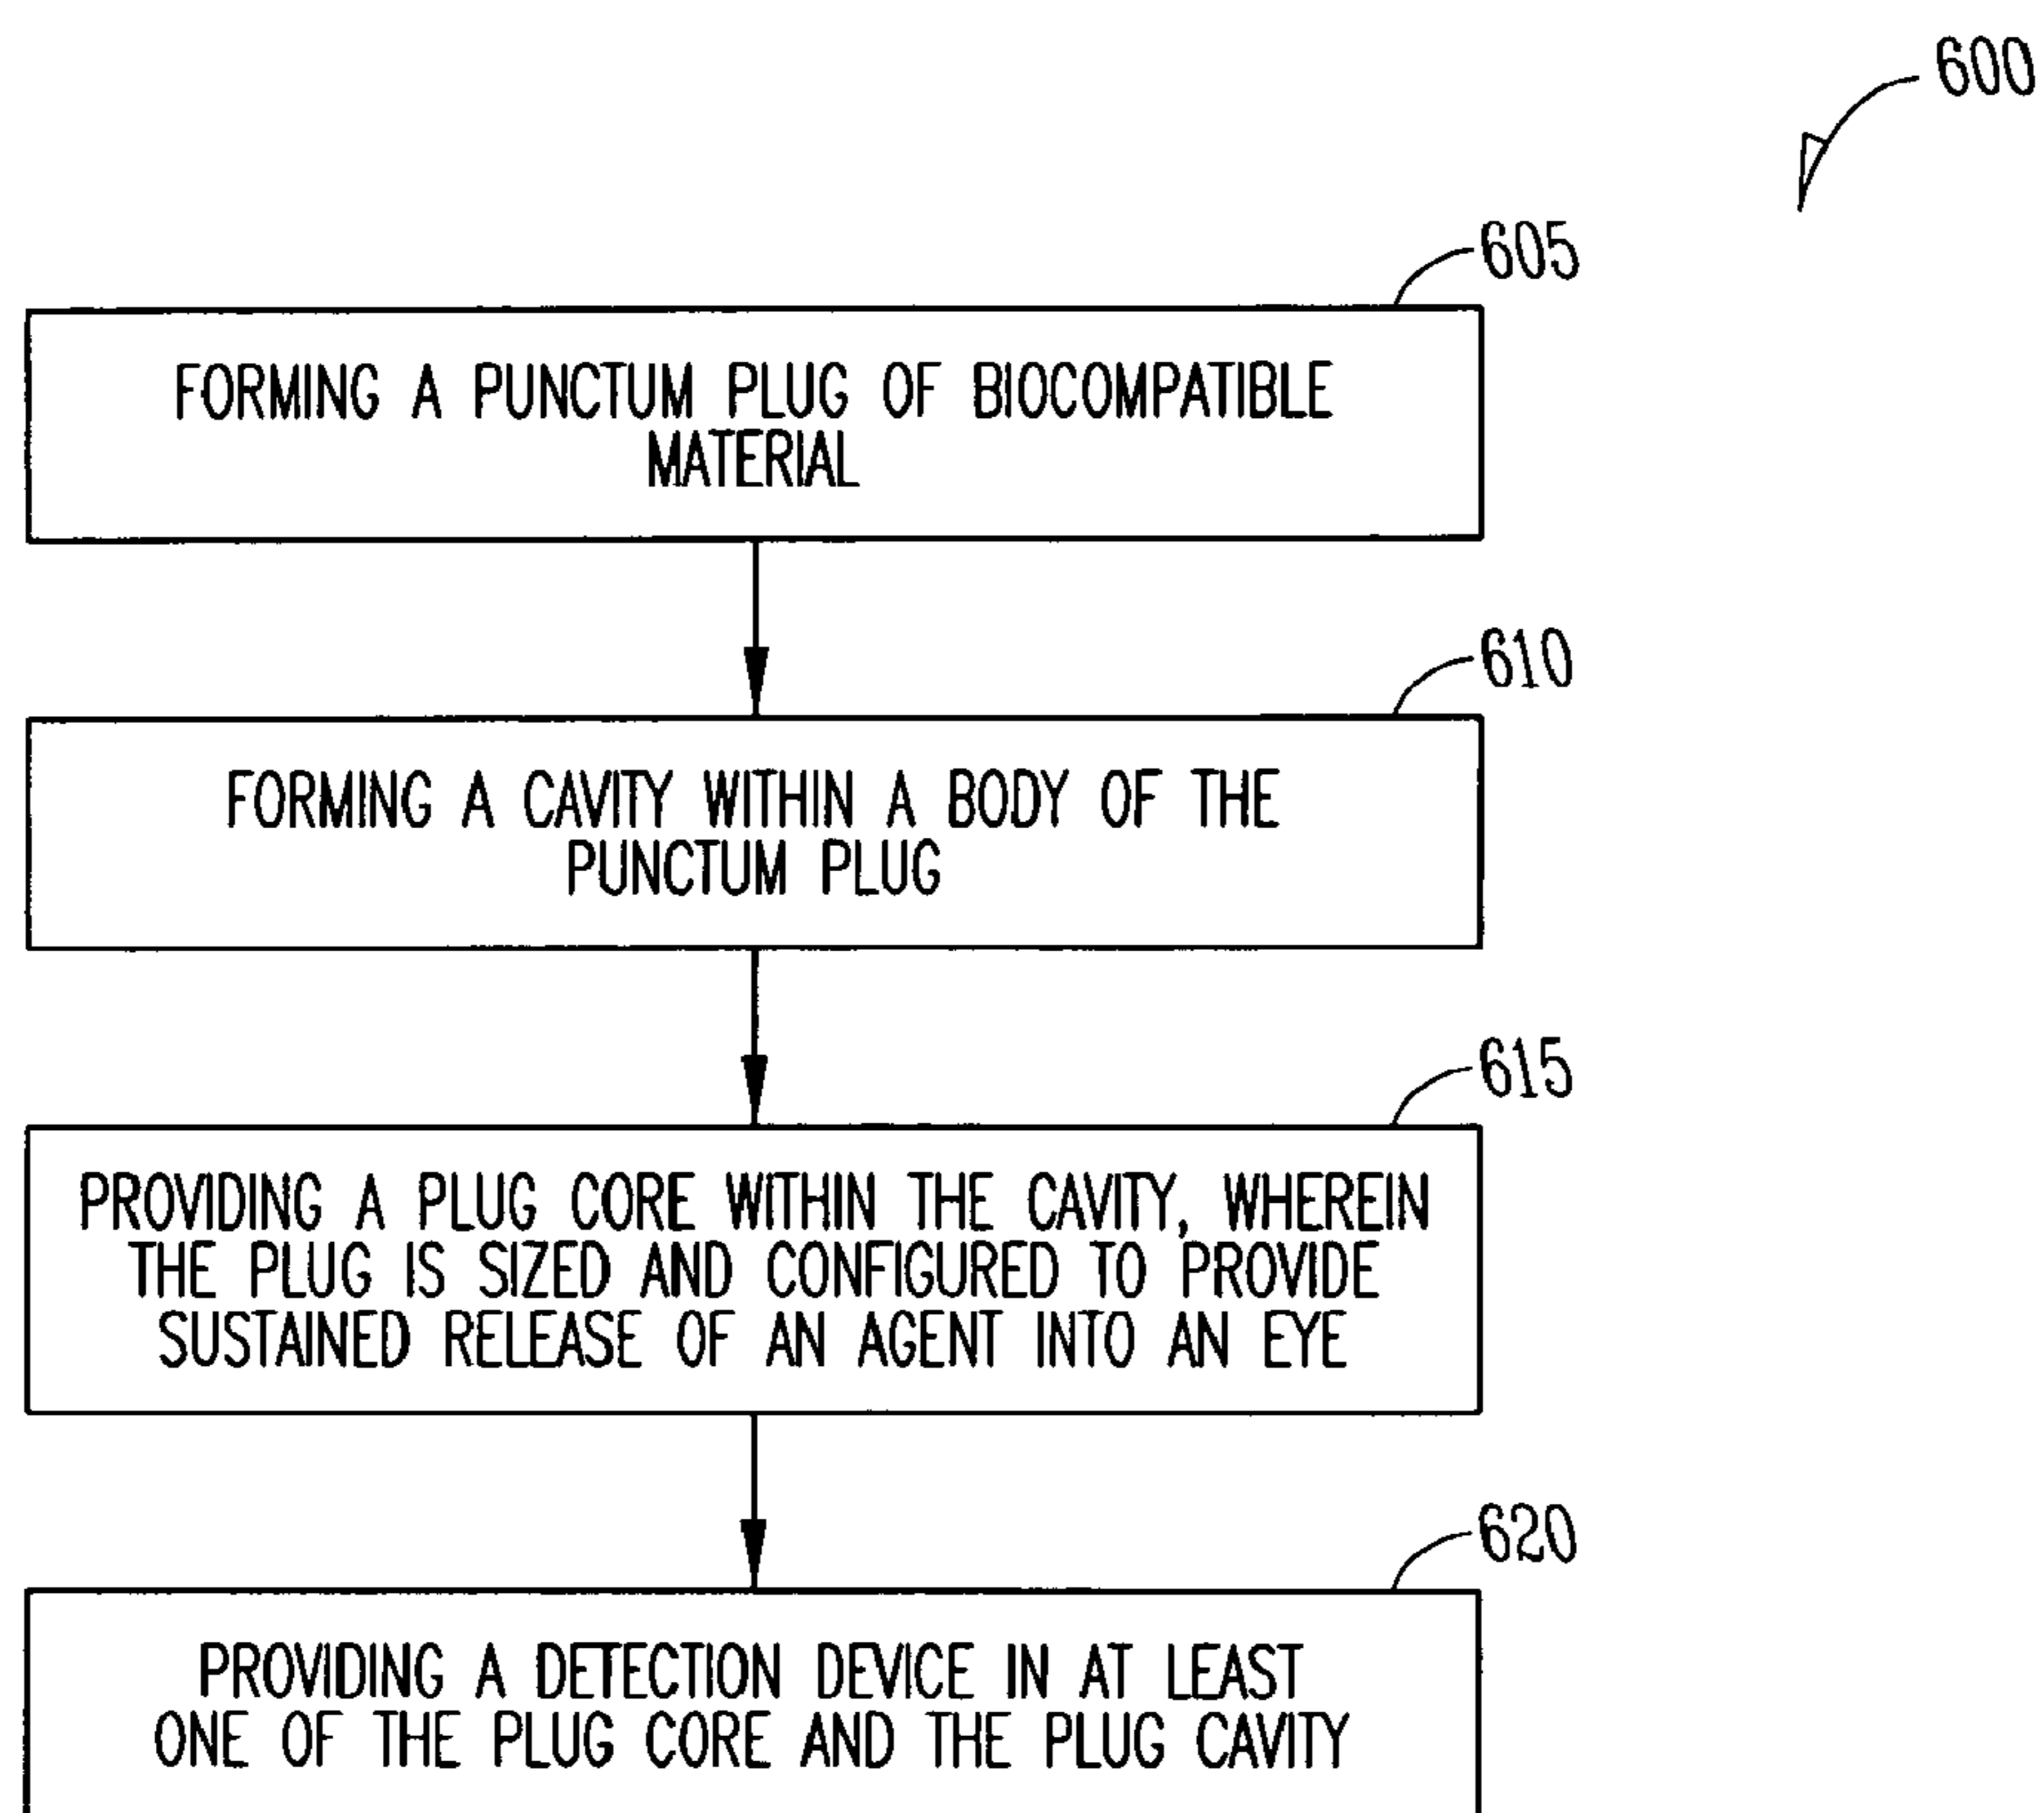 600
605
FORMING A PUNCTUM PLUG OF BIOCOMPATIBLE
MATERIAL
610
FORMING A CAVITY WITHIN A BODY OF THE
PUNCTUM PLUG
615
PROVIDING A PLUG CORE WITHIN THE CAVITY, WHEREIN
THE PLUG IS SIZED AND CONFIGURED TO PROVIDE
SUSTAINED RELEASE OF AN AGENT INTO AN EYE
620
PROVIDING A DETECTION DEVICE IN AT LEAST
ONE OF THE PLUG CORE AND THE PLUG CAVITY